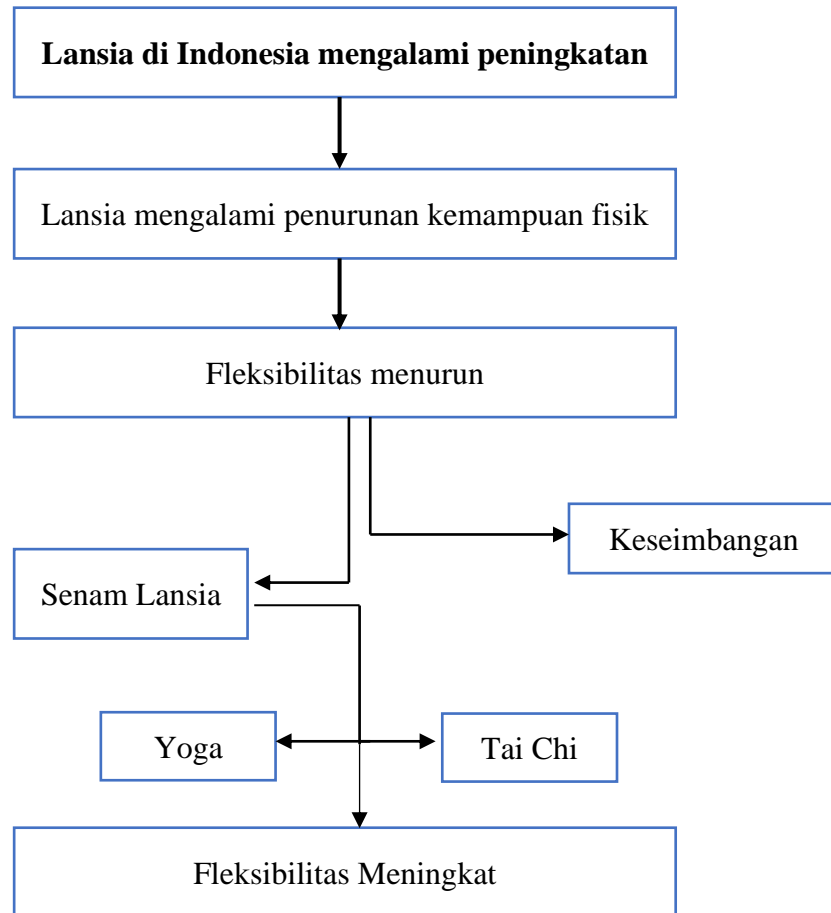 Lansia di Indonesia mengalami peningkatan
Lansia mengalami penurunan kemampuan fisik
Fleksibilitas menurun
Keseimbangan
Senam Lansia
Yoga
Tai Chi
Fleksibilitas Meningkat